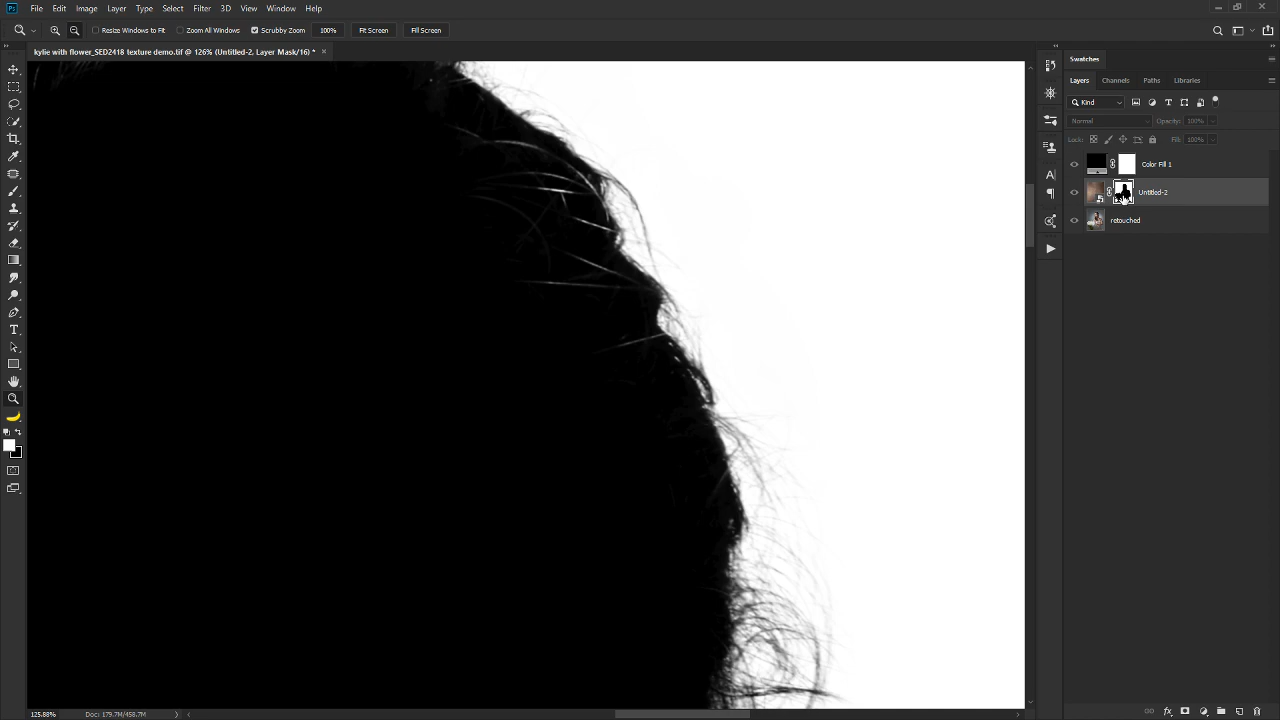 Ps File Edit Image Layer Type Select Filter 3D View Window Help
Resize Windows to Fit Zoom All Windows Scrubby Zoom 100% Fit Screen Fill Screen
kylie with flower_SED2418 texture demo.tif @ 126% (Untitled-2, Layer Mask/16) * ×
Swatches
Layers Channels Paths Libraries
Kind
Normal Opacity: 100%
Lock: Fill: 100%
Color Fill 1
Untitled-2
retouched
125.88% Doc: 179.7M/458.7M